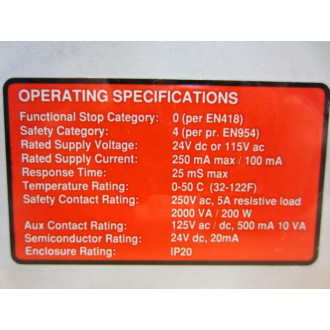 OPERATING SPECIFICATIONS
Functional Stop Category: 0 (per EN418)
Safety Category: 4 (per pr. EN954)
Rated Supply Voltage: 24V dc or 115V ac
Rated Supply Current: 250 mA max / 100 mA
Response Time: 25 mS max
Temperature Rating: 0-50 C (32-122F)
Safety Contact Rating: 250V ac, 5A resistive load
2000 VA / 200 W
Aux Contact Rating: 125V ac / dc, 500 mA 10 VA
Semiconductor Rating: 24V dc, 20mA
Enclosure Rating: IP20